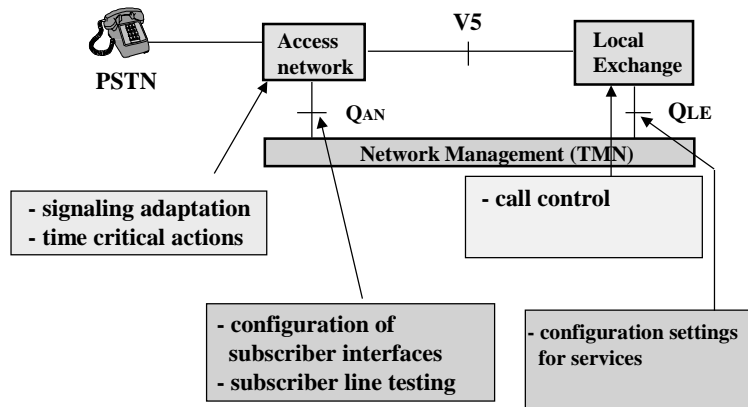 V5
Access
network
Local
Exchange
PSTN
QAN
QLE
Network Management (TMN)
- signaling adaptation
- time critical actions
- call control
- configuration of
subscriber interfaces
- subscriber line testing
- configuration settings
for services